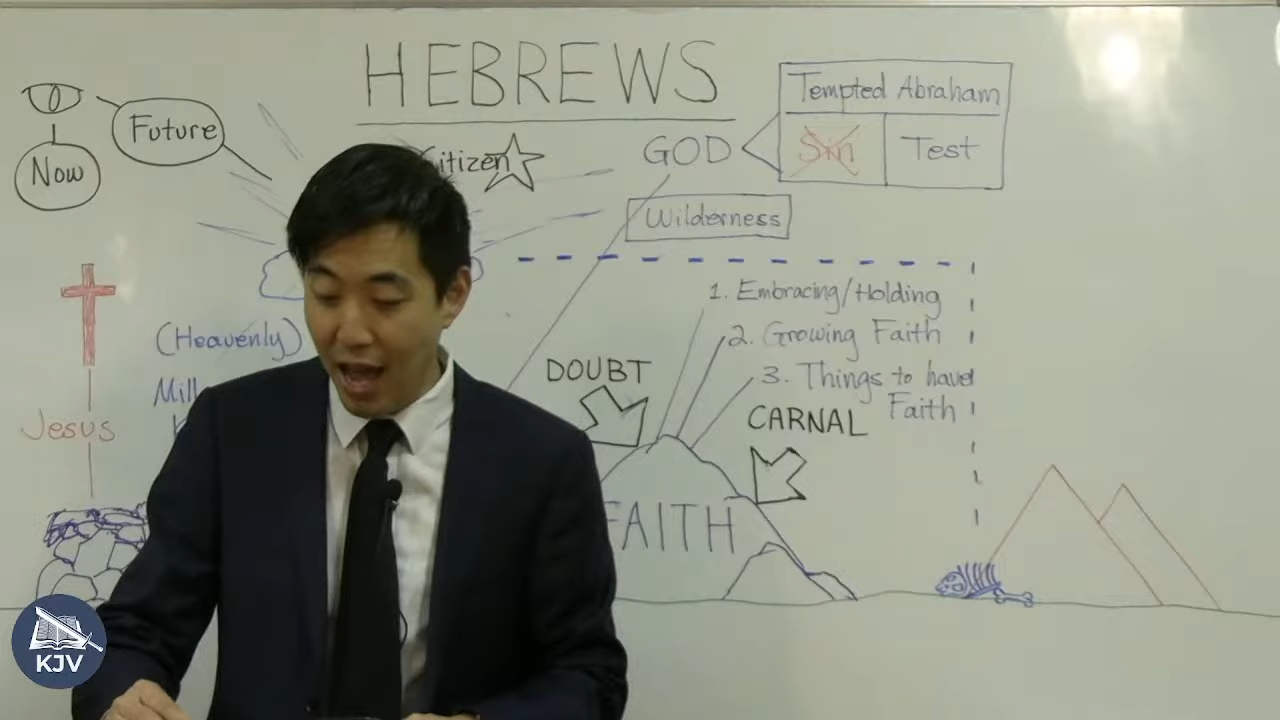 HEBREWS
Tempted Abraham
Sin
Test
Future
Now
Citizen
GOD
Wilderness
1. Embracing/Holding
2. Growing Faith
3. Things to have
Faith
(Heavenly)
DOUBT
CARNAL
Jesus
FAITH
KJV